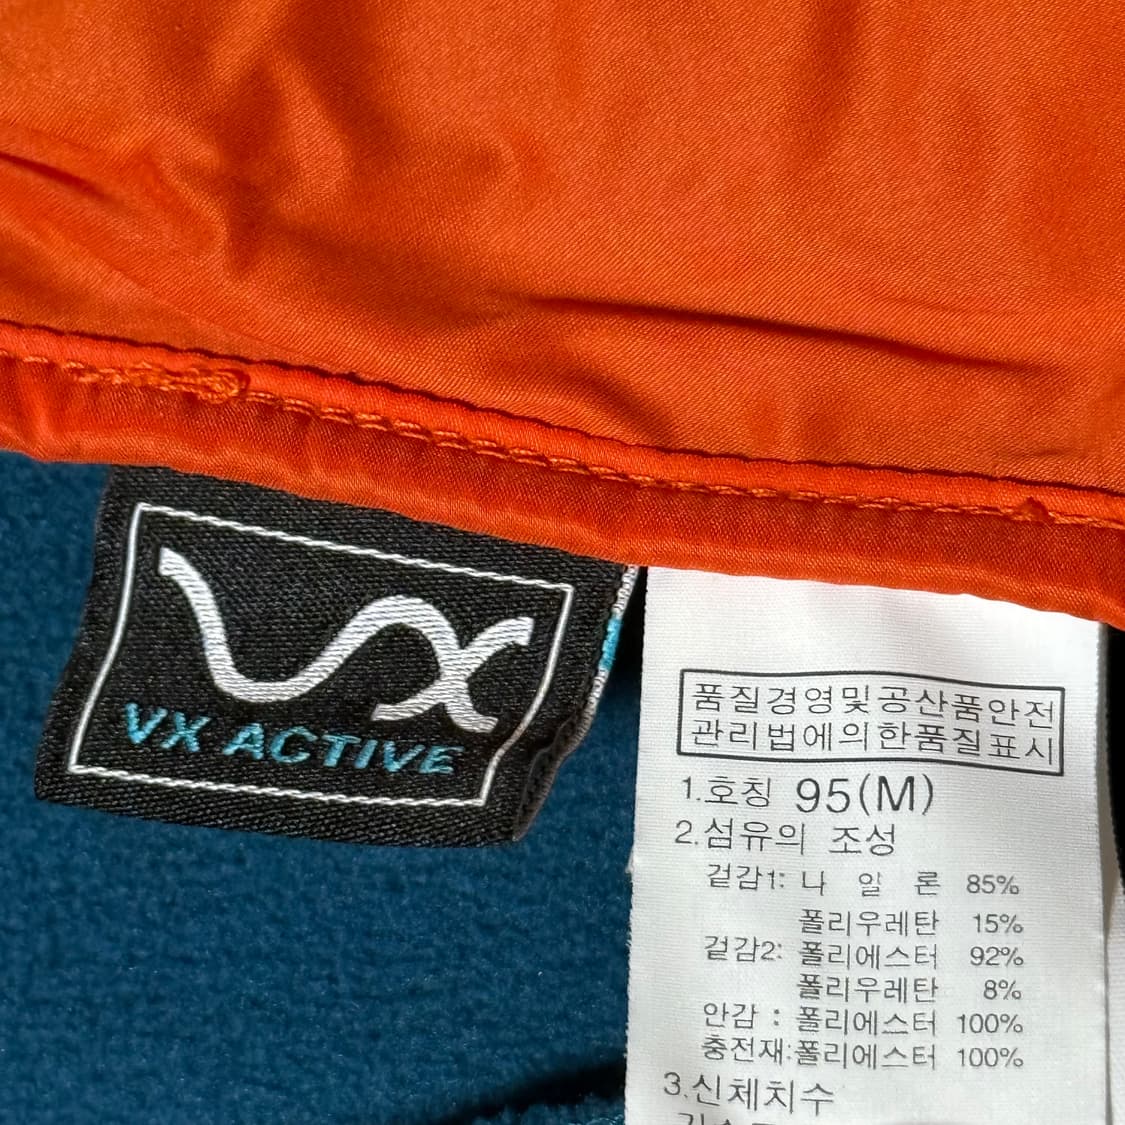 VX
VX ACTIVE
품질경영및공산품안전
관리법에의한품질표시
1.호칭 95(M)
2.섬유의 조성
겉감1: 나 일 론 85%
폴리우레탄 15%
겉감2: 폴리에스터 92%
폴리우레탄 8%
안감 : 폴리에스터 100%
충전재:폴리에스터 100%
3.신체치수